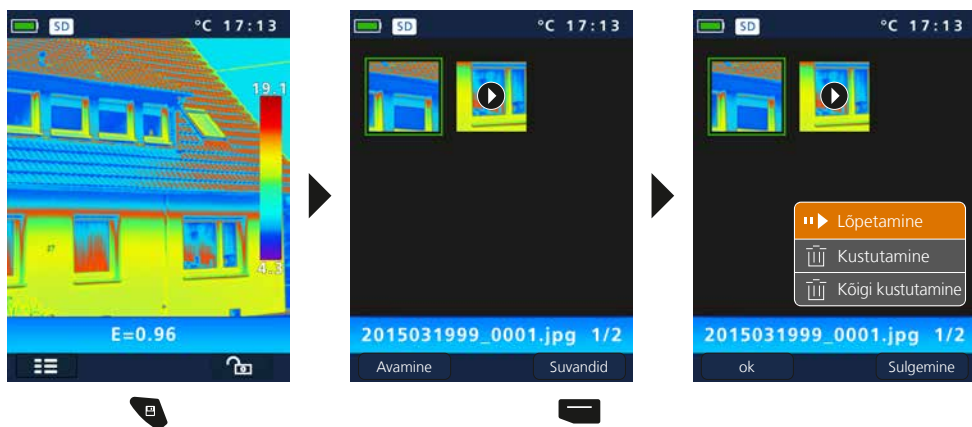 SD °C 17:13
19.1
4.3
E=0.96
SD °C 17:13
2015031999_0001.jpg 1/2
Avamine Suvandid
SD °C 17:13
Lõpetamine
Kustutamine
Kõigi kustutamine
2015031999_0001.jpg 1/2
ok Sulgemine